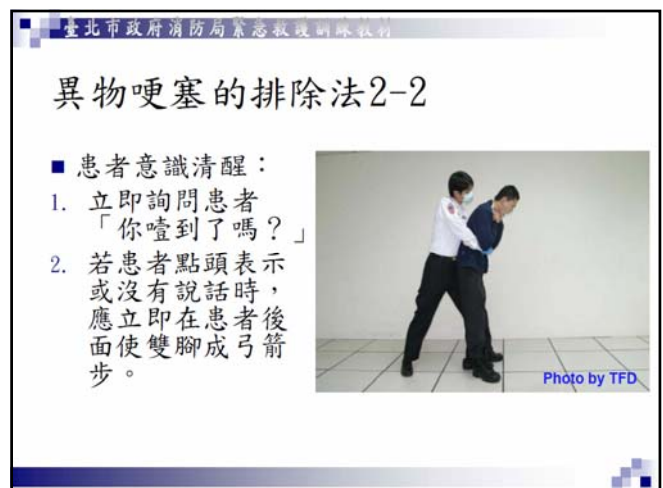 臺北市政府消防局緊急救護訓練教材
異物哽塞的排除法2-2
■ 患者意識清醒：
1. 立即詢問患者
「你噎到了嗎？」
2. 若患者點頭表示
或沒有說話時，
應立即在患者後
面使雙腳成弓箭
步。
Photo by TFD